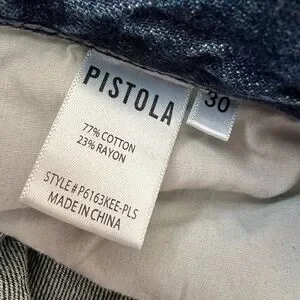 PISTOLA
30
77% COTTON
23% RAYON
STYLE# P6163KEE-PLS
MADE IN CHINA